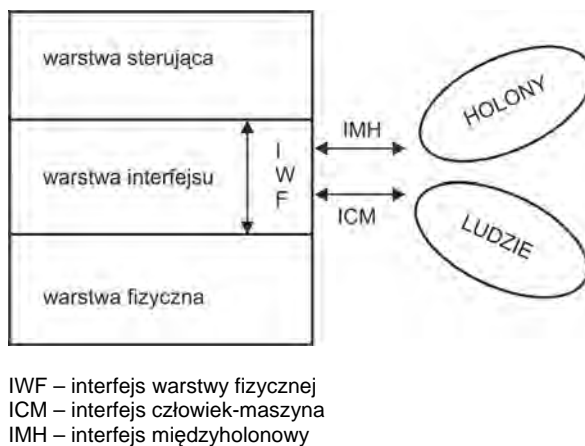 warstwa sterująca
HOLONY
IMH
I
W
F
warstwa interfejsu
ICM
LUDZIE
warstwa fizyczna
IWF – interfejs warstwy fizycznej
ICM – interfejs człowiek-maszyna
IMH – interfejs międzyholonowy